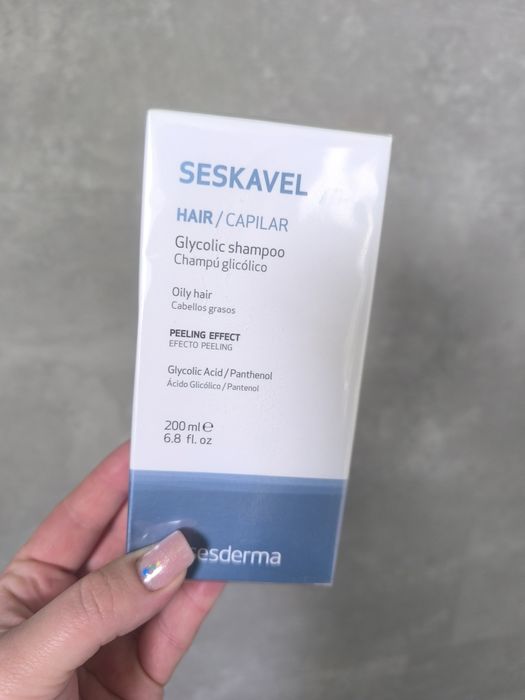 SESKAVEL
HAIR / CAPILAR
Glycolic shampoo
Champú glicólico
Oily hair
Cabellos grasos
PEELING EFFECT
EFECTO PEELING
Glycolic Acid / Panthenol
Ácido Glicólico / Pantenol
200 ml ℮
6.8 fl. oz
sesderma